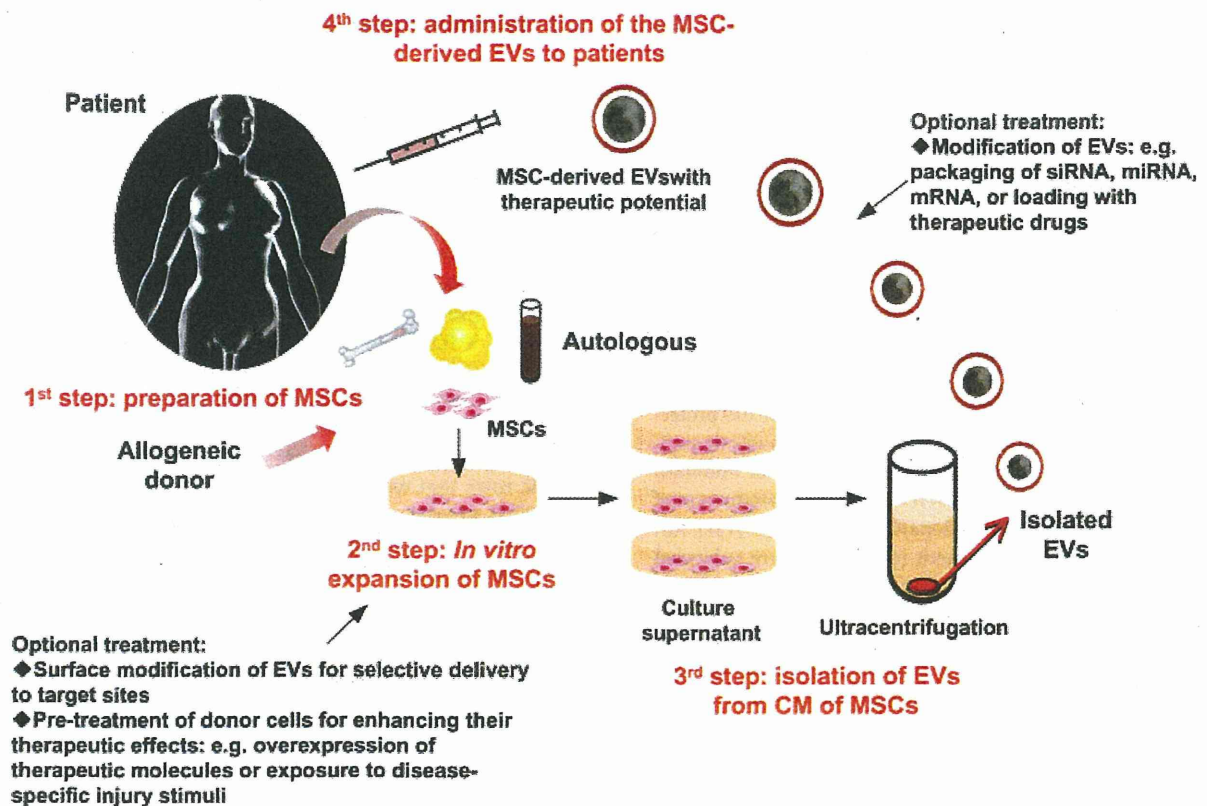 4th step: administration of the MSC-
derived EVs to patients
Patient
MSC-derived EVswith
therapeutic potential
Optional treatment:
◆Modification of EVs: e.g.
packaging of siRNA, miRNA,
mRNA, or loading with
therapeutic drugs
Autologous
1st step: preparation of MSCs
Allogeneic
donor
MSCs
2nd step: In vitro
expansion of MSCs
Culture
supernatant
Ultracentrifugation
Isolated
EVs
3rd step: isolation of EVs
from CM of MSCs
Optional treatment:
◆Surface modification of EVs for selective delivery
to target sites
◆Pre-treatment of donor cells for enhancing their
therapeutic effects: e.g. overexpression of
therapeutic molecules or exposure to disease-
specific injury stimuli